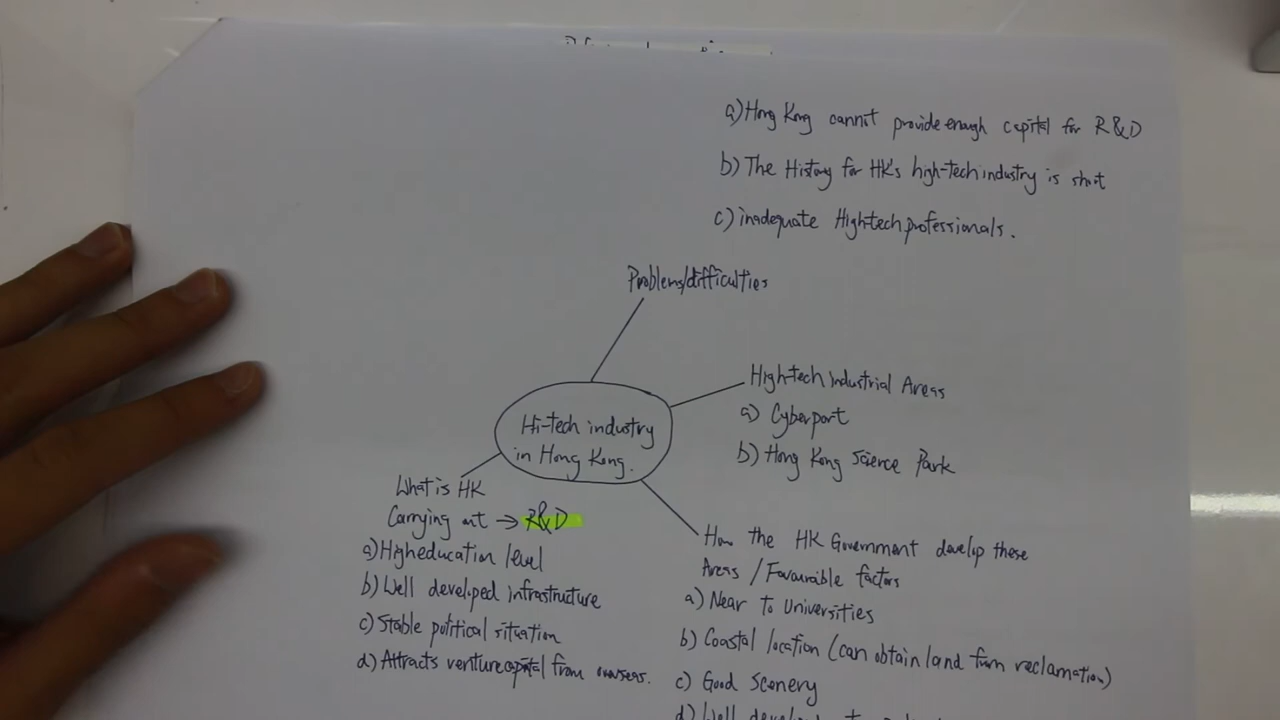 a) Hong Kong cannot provide enough capital for R&D
b) The History for HK's high-tech industry is short
c) inadequate High-tech professionals.
Problems/difficulties
High-tech Industrial Areas
a) Cyberport
b) Hong Kong Science Park
Hi-tech industry
in Hong Kong.
What is HK
Carrying out → R&D
a) High education level
b) Well developed infrastructure
c) Stable political situation
d) Attracts venture capital from overseas.
How the HK Government develop these
Areas / Favourable factors
a) Near to Universities
b) Coastal location (can obtain land from reclamation)
c) Good Scenery
d) Well